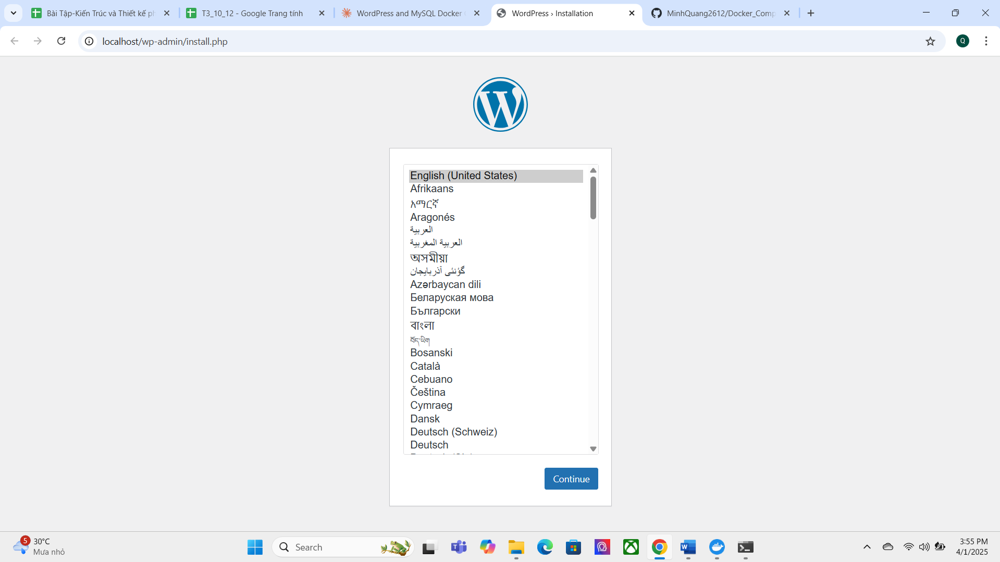 Bài Tập-Kiến Trúc và Thiết kế ph
T3_10_12 - Google Trang tính
WordPress and MySQL Docker
WordPress › Installation
MinhQuang2612/Docker_Comp
localhost/wp-admin/install.php
Q
English (United States)
Afrikaans
አማርኛ
Aragonés
العربية
العربية المغربية
অসমীয়া
گؤنئی آذربایجان
Azərbaycan dili
Беларуская мова
Български
বাংলা
བོད་ཡིག
Bosanski
Català
Cebuano
Čeština
Cymraeg
Dansk
Deutsch (Schweiz)
Deutsch
Continue
5
30°C
Mưa nhỏ
Search
3:55 PM
4/1/2025